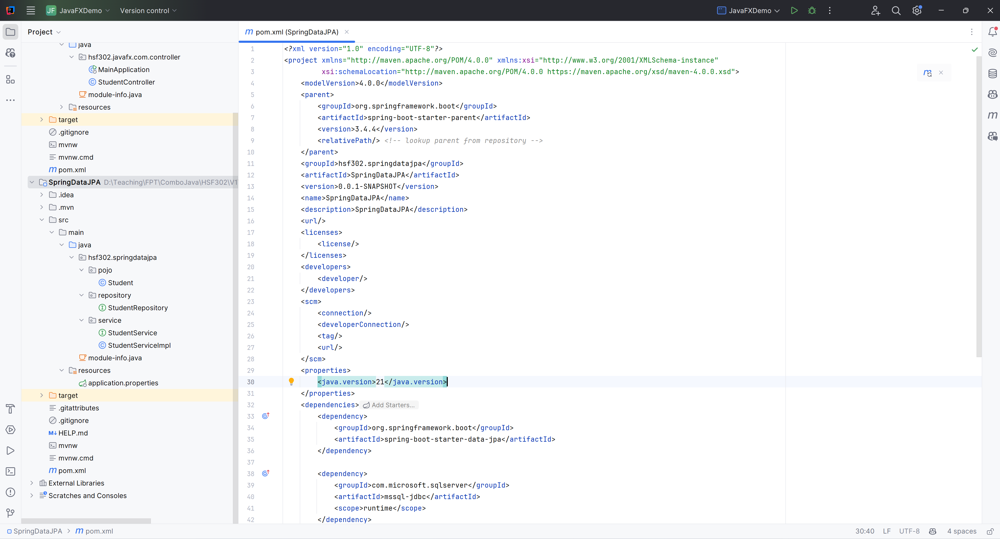 JF JavaFXDemo Version control JavaFXDemo
Project
java
hsf302.javafx.com.controller
MainApplication
StudentController
module-info.java
resources
target
.gitignore
mvnw
mvnw.cmd
pom.xml
SpringDataJPA D:\Teaching\FPT\ComboJava\HSF302\V1
.idea
.mvn
src
main
java
hsf302.springdatajpa
pojo
Student
repository
StudentRepository
service
StudentService
StudentServiceImpl
module-info.java
resources
application.properties
target
.gitattributes
.gitignore
HELP.md
mvnw
mvnw.cmd
pom.xml
External Libraries
Scratches and Consoles
pom.xml (SpringDataJPA)
1 <?xml version="1.0" encoding="UTF-8"?>
2 <project xmlns="http://maven.apache.org/POM/4.0.0" xmlns:xsi="http://www.w3.org/2001/XMLSchema-instance"
3 xsi:schemaLocation="http://maven.apache.org/POM/4.0.0 https://maven.apache.org/xsd/maven-4.0.0.xsd">
4 <modelVersion>4.0.0</modelVersion>
5 <parent>
6 <groupId>org.springframework.boot</groupId>
7 <artifactId>spring-boot-starter-parent</artifactId>
8 <version>3.4.4</version>
9 <relativePath/> <!-- lookup parent from repository -->
10 </parent>
11 <groupId>hsf302.springdatajpa</groupId>
12 <artifactId>SpringDataJPA</artifactId>
13 <version>0.0.1-SNAPSHOT</version>
14 <name>SpringDataJPA</name>
15 <description>SpringDataJPA</description>
16 <url/>
17 <licenses>
18 <license/>
19 </licenses>
20 <developers>
21 <developer/>
22 </developers>
23 <scm>
24 <connection/>
25 <developerConnection/>
26 <tag/>
27 <url/>
28 </scm>
29 <properties>
30 <java.version>21</java.version>
31 </properties>
32 <dependencies> Add Starters...
33 <dependency>
34 <groupId>org.springframework.boot</groupId>
35 <artifactId>spring-boot-starter-data-jpa</artifactId>
36 </dependency>
37
38 <dependency>
39 <groupId>com.microsoft.sqlserver</groupId>
40 <artifactId>mssql-jdbc</artifactId>
41 <scope>runtime</scope>
42 </dependency>
SpringDataJPA > m pom.xml 30:40 LF UTF-8 4 spaces